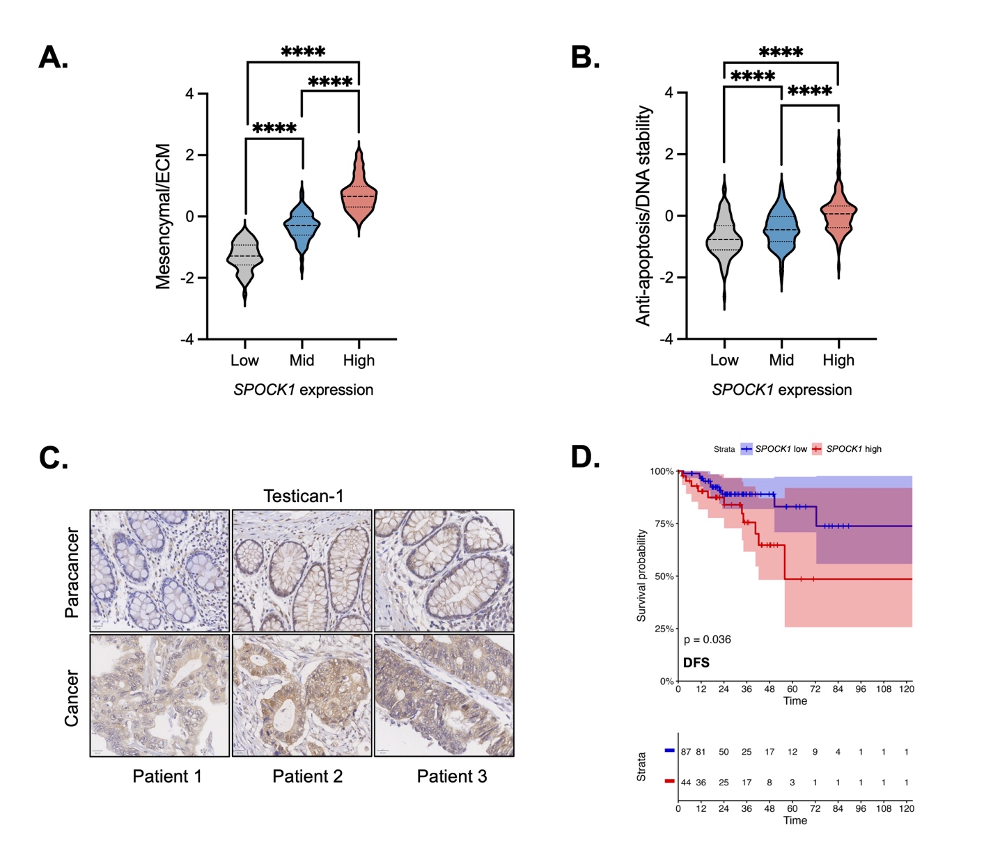 A.
****
****
****
4
2
0
-2
-4
Mesencymal/ECM
Low Mid High
SPOCK1 expression
B.
****
****
****
4
2
0
-2
-4
Anti-apoptosis/DNA stability
Low Mid High
SPOCK1 expression
C.
Testican-1
Paracancer
Cancer
Patient 1 Patient 2 Patient 3
D.
Strata SPOCK1 low SPOCK1 high
100%
75%
50%
25%
0%
Survival probability
p = 0.036
DFS
0 12 24 36 48 60 72 84 96 108 120
Time
Strata
87 81 50 25 17 12 9 4 1 1 1
44 36 25 17 8 3 1 1 1 1 1
0 12 24 36 48 60 72 84 96 108 120
Time